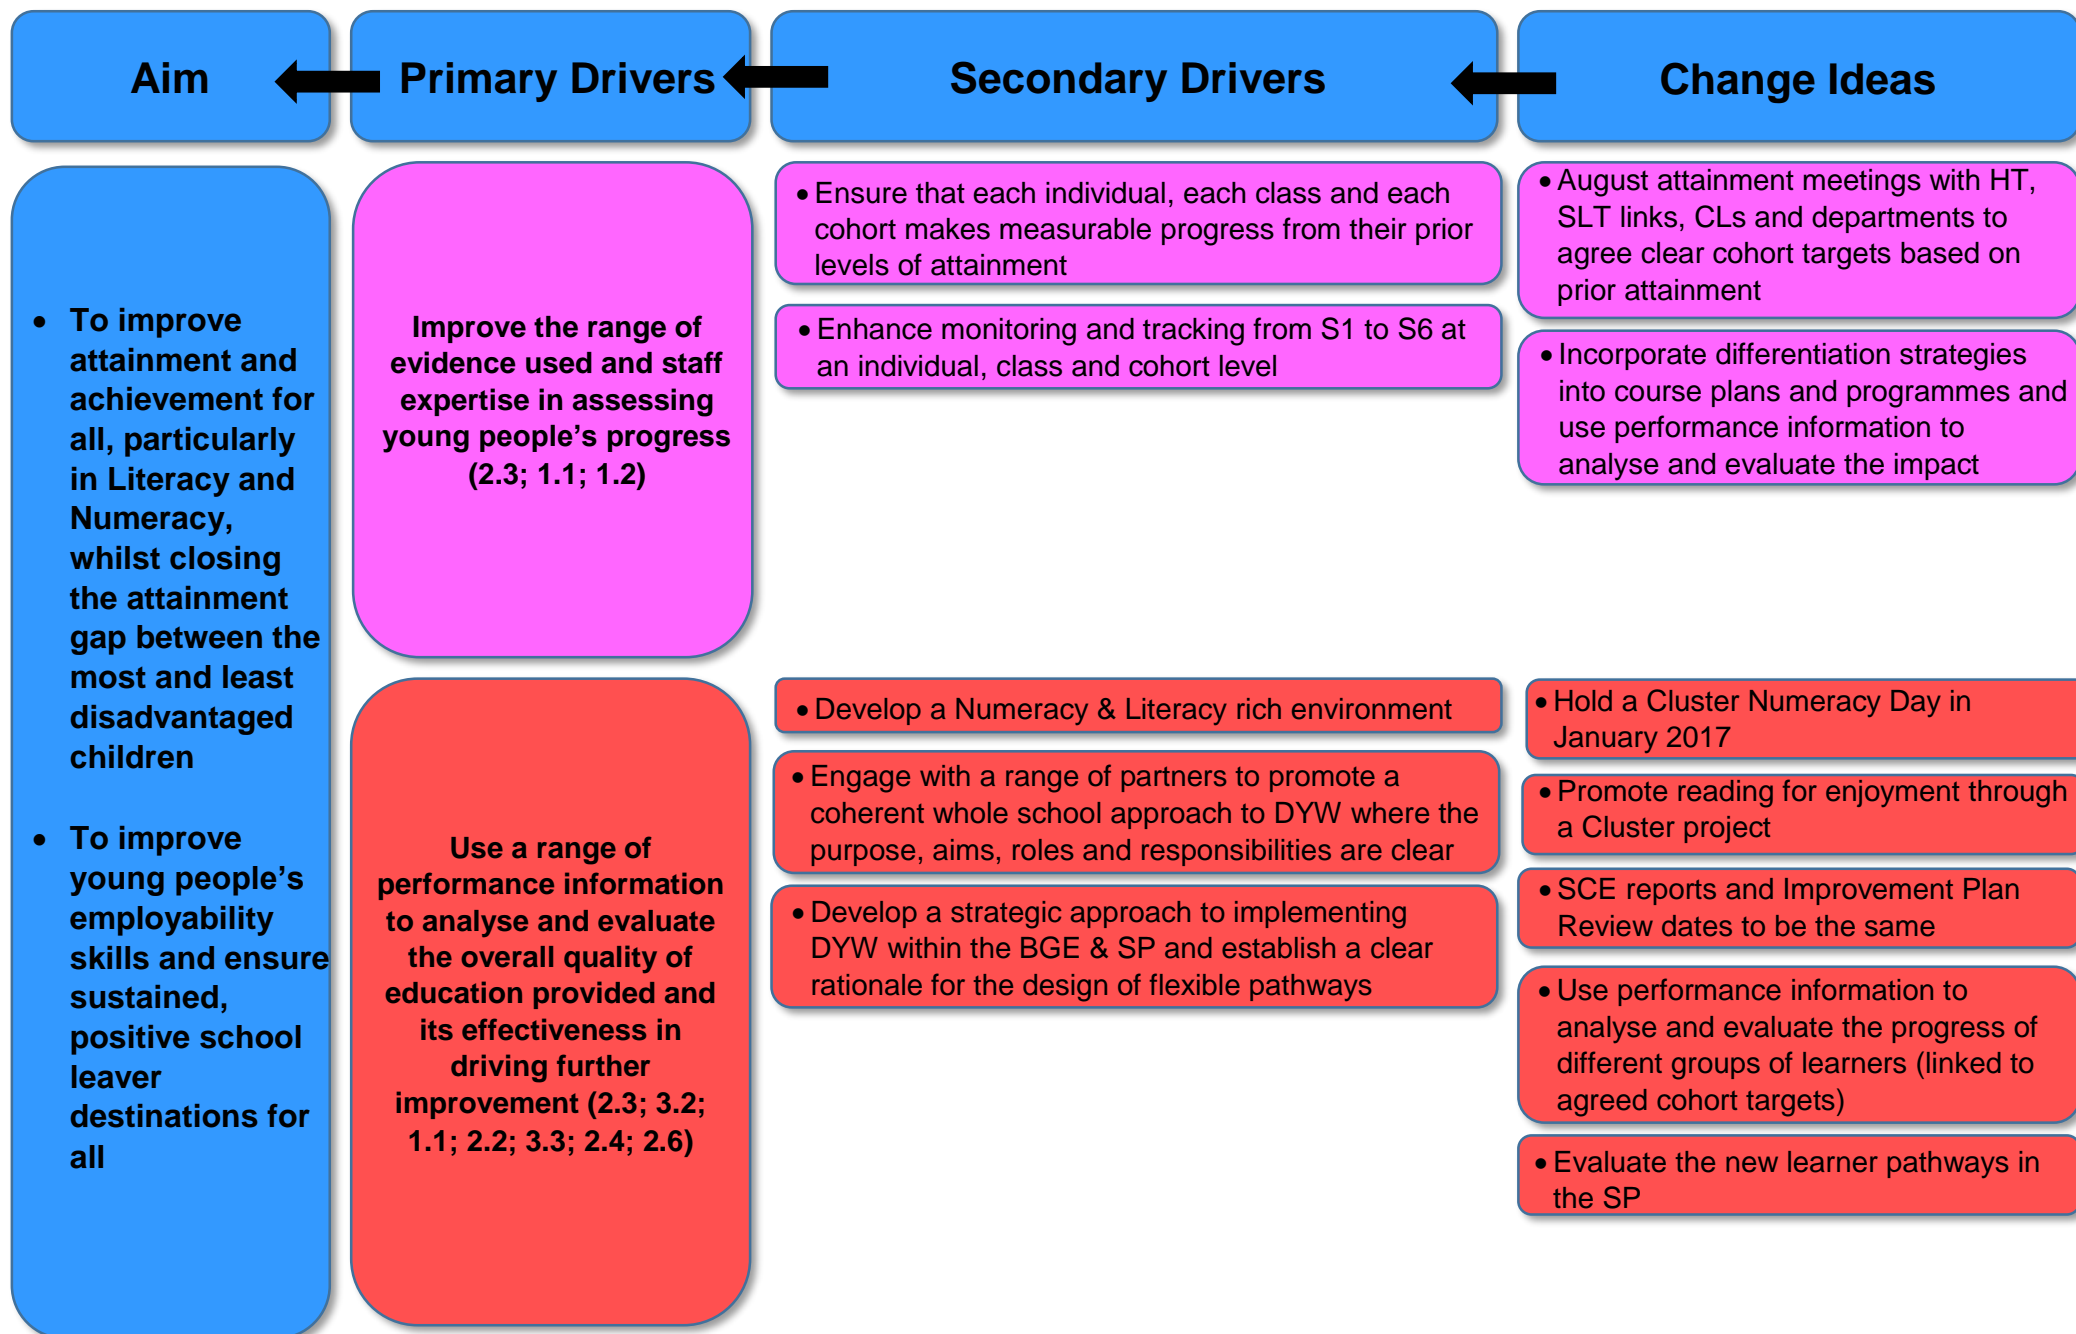 Aim
Primary Drivers
Secondary Drivers
Change Ideas
• To improve
attainment and
achievement for
all, particularly
in Literacy and
Numeracy,
whilst closing
the attainment
gap between the
most and least
disadvantaged
children
• To improve
young people’s
employability
skills and ensure
sustained,
positive school
leaver
destinations for
all
Improve the range of
evidence used and staff
expertise in assessing
young people’s progress
(2.3; 1.1; 1.2)
• Ensure that each individual, each class and each
cohort makes measurable progress from their prior
levels of attainment
• Enhance monitoring and tracking from S1 to S6 at
an individual, class and cohort level
• August attainment meetings with HT,
SLT links, CLs and departments to
agree clear cohort targets based on
prior attainment
• Incorporate differentiation strategies
into course plans and programmes and
use performance information to
analyse and evaluate the impact
Use a range of
performance information
to analyse and evaluate
the overall quality of
education provided and
its effectiveness in
driving further
improvement (2.3; 3.2;
1.1; 2.2; 3.3; 2.4; 2.6)
• Develop a Numeracy & Literacy rich environment
• Engage with a range of partners to promote a
coherent whole school approach to DYW where the
purpose, aims, roles and responsibilities are clear
• Develop a strategic approach to implementing
DYW within the BGE & SP and establish a clear
rationale for the design of flexible pathways
• Hold a Cluster Numeracy Day in
January 2017
• Promote reading for enjoyment through
a Cluster project
• SCE reports and Improvement Plan
Review dates to be the same
• Use performance information to
analyse and evaluate the progress of
different groups of learners (linked to
agreed cohort targets)
• Evaluate the new learner pathways in
the SP